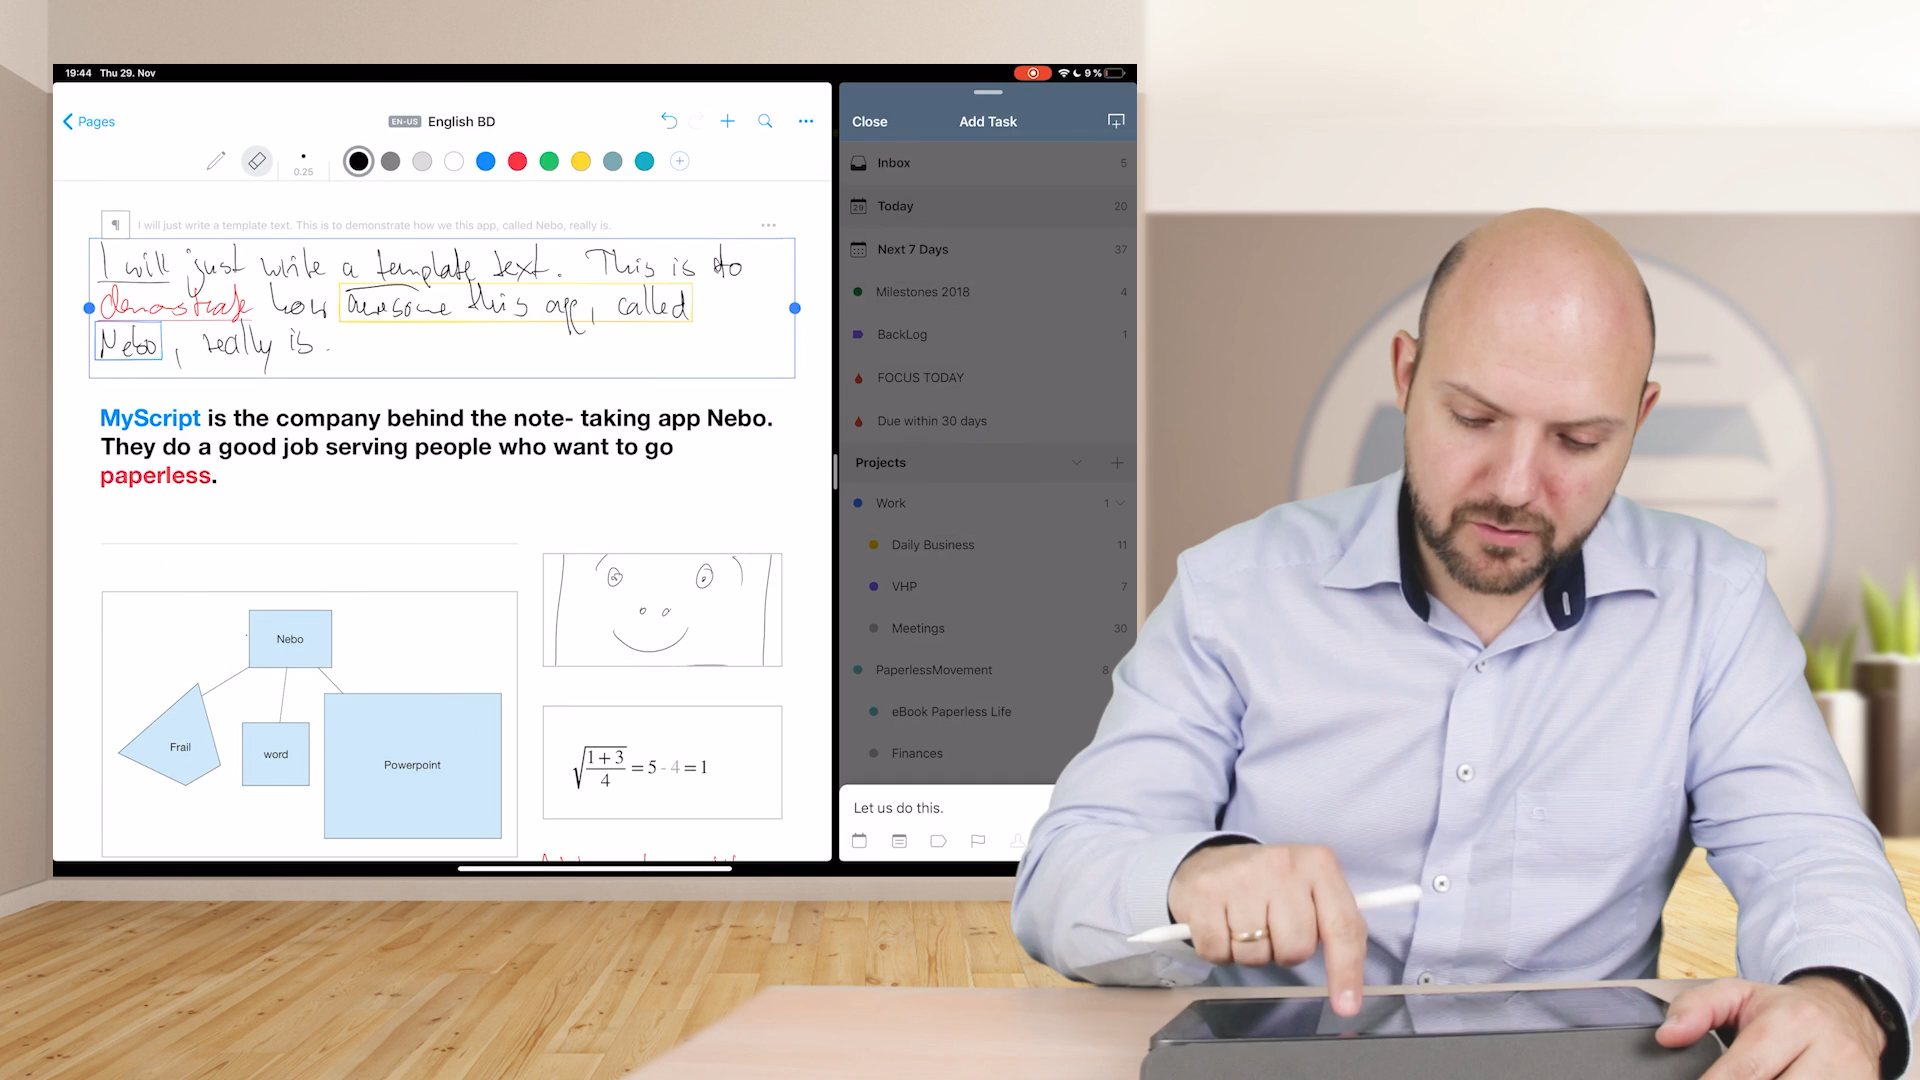 19:44 Thu 29. Nov
9 %
Pages
EN-US English BD
0.25
¶ I will just write a template text. This is to demonstrate how we this app, called Nebo, really is.
I will just write a template text. This is to
demonstrate how awesome this app, called
Nebo, really is.
MyScript is the company behind the note- taking app Nebo.
They do a good job serving people who want to go
paperless.
Nebo
Frail
word
Powerpoint
√((1+3)/4) = 5 - 4 = 1
Close Add Task
Inbox 5
29 Today 20
Next 7 Days 37
Milestones 2018 4
BackLog 1
FOCUS TODAY
Due within 30 days
Projects
Work 1
Daily Business 11
VHP 7
Meetings 30
PaperlessMovement 8
eBook Paperless Life
Finances
Let us do this.